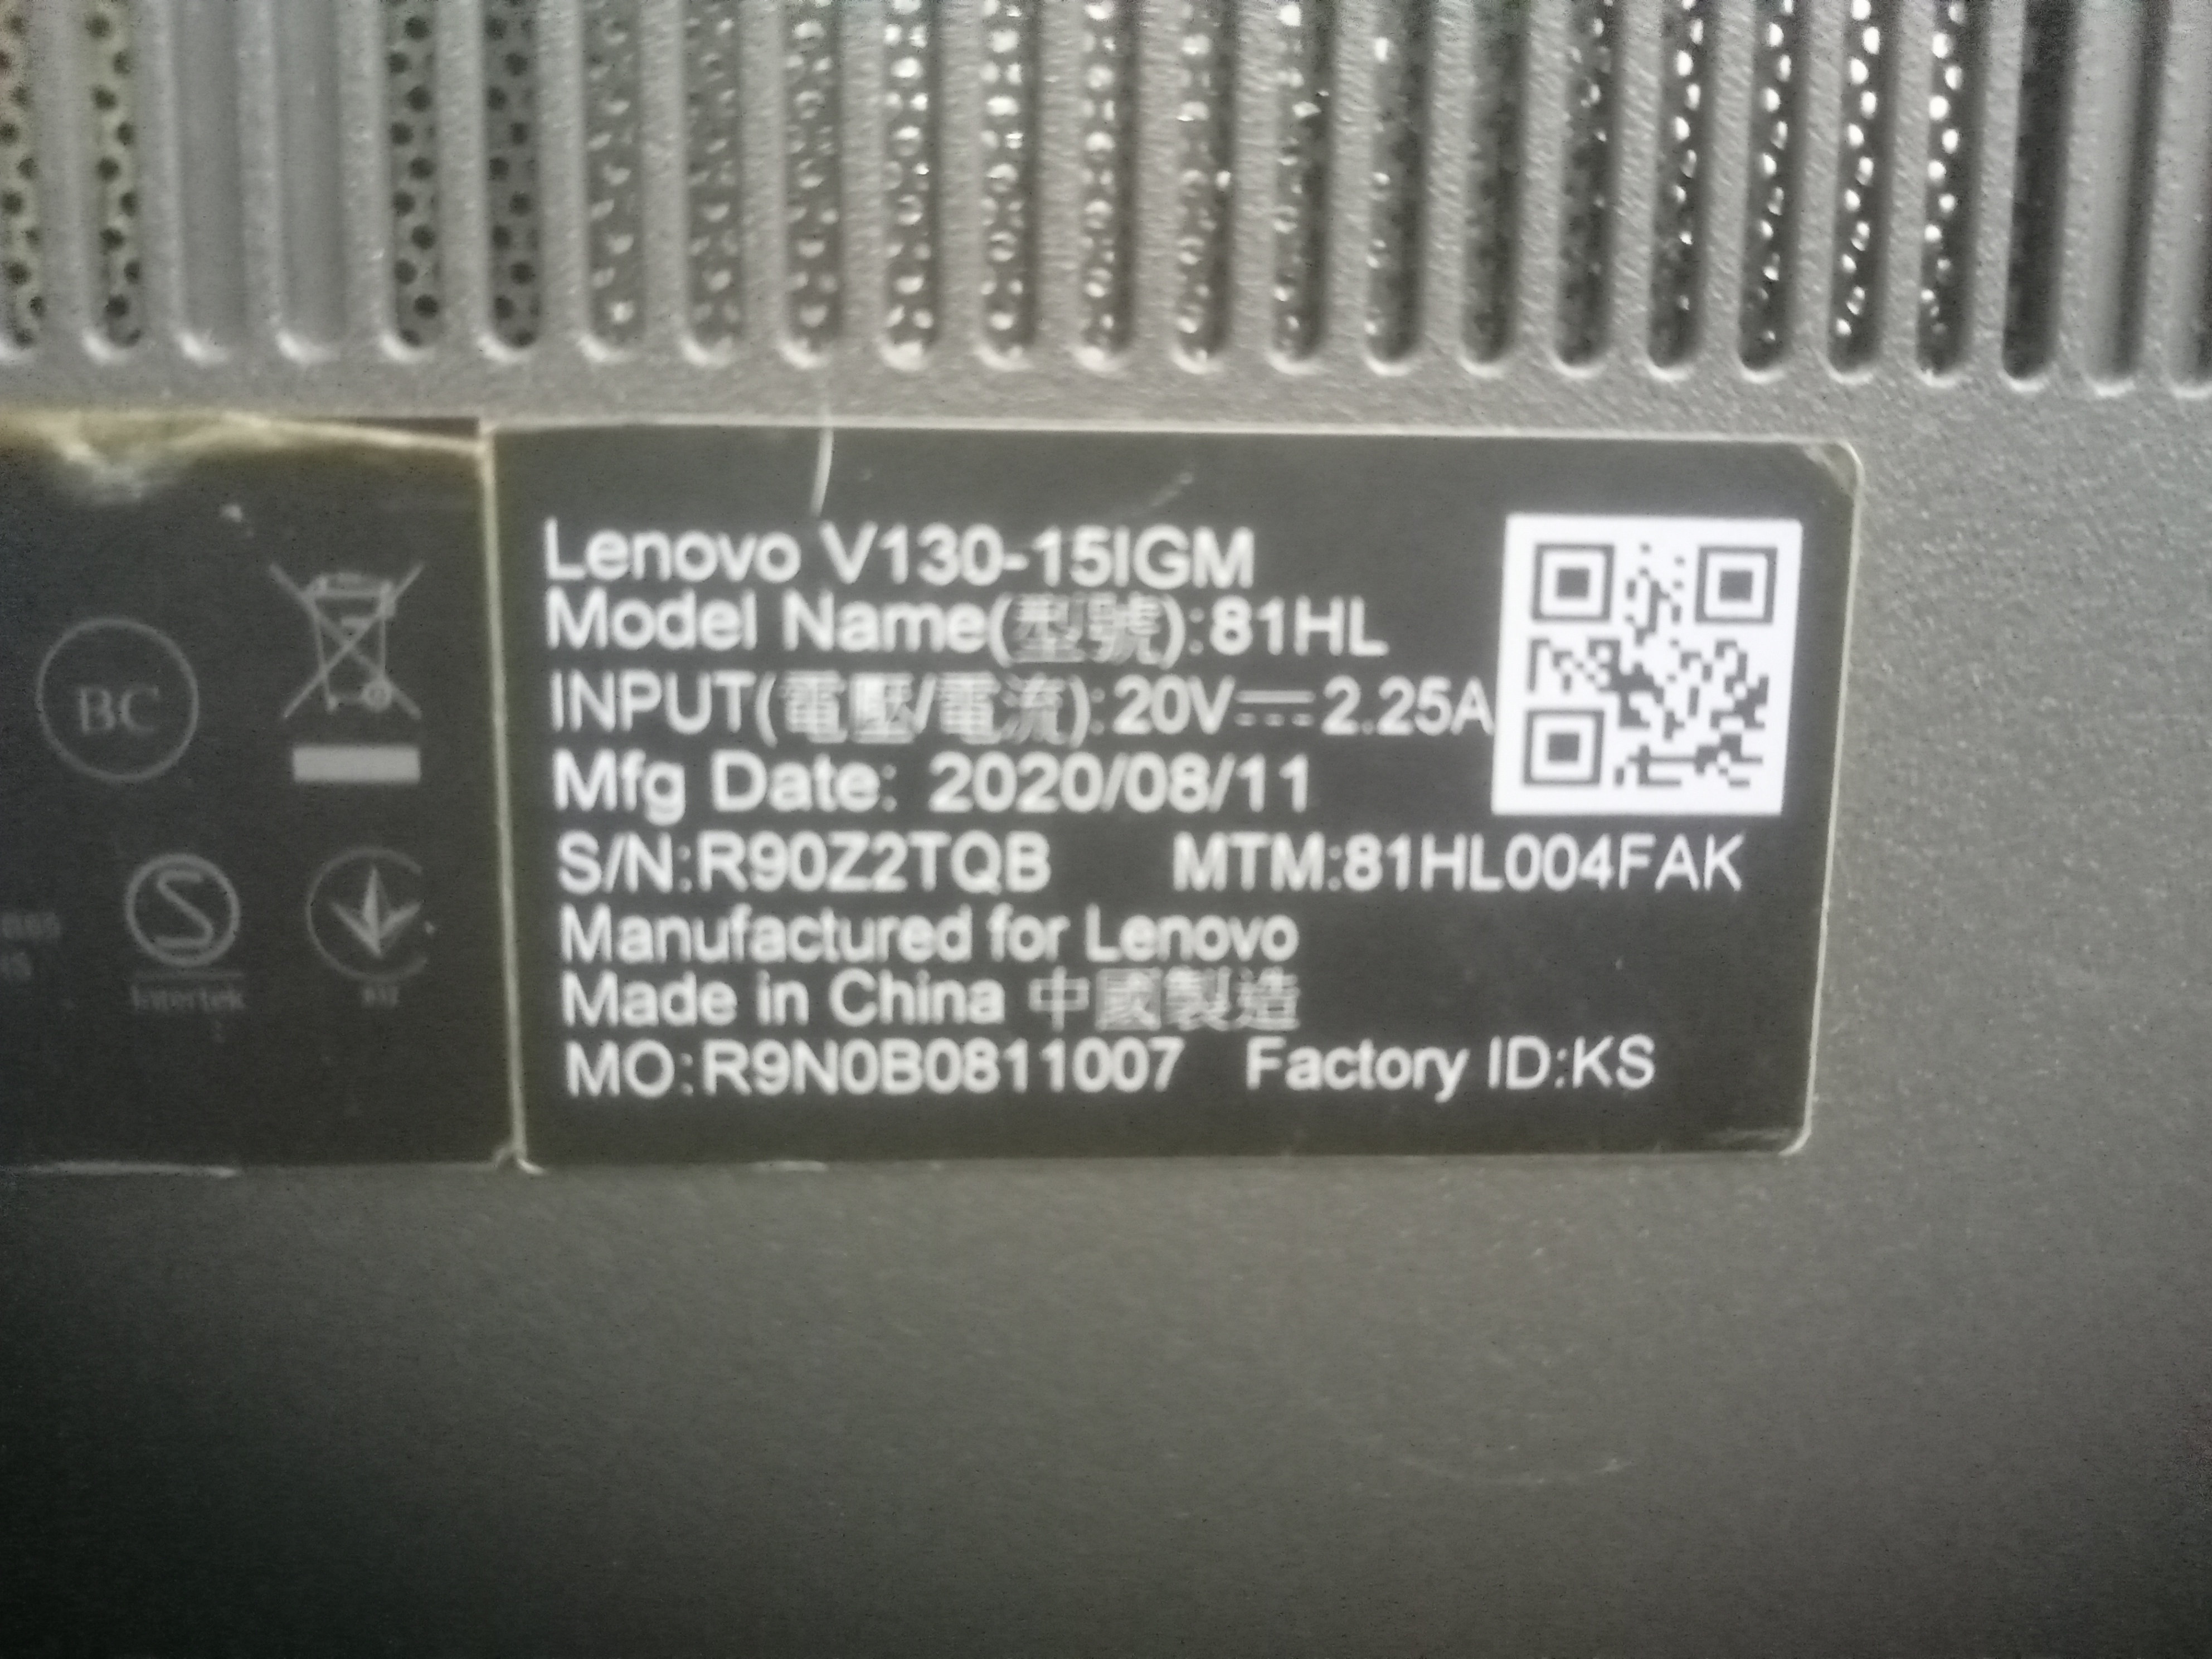 Lenovo V130-15IGM
Model Name(型號):81HL
INPUT(電壓/電流):20V⎓2.25A
Mfg Date: 2020/08/11
S/N:R90Z2TQB MTM:81HL004FAK
Manufactured for Lenovo
Made in China 中國製造
MO:R9N0B0811007 Factory ID:KS
BC
S
Intertek